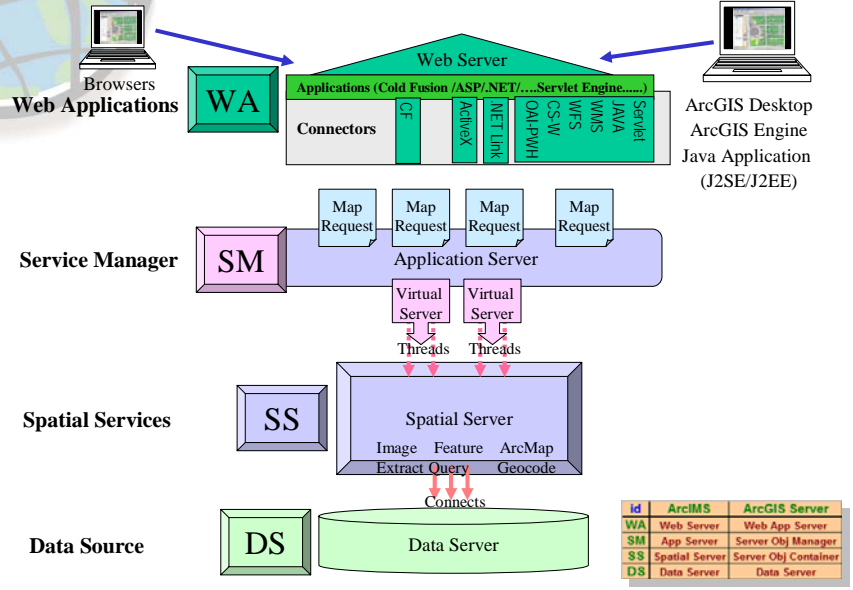 Web Server
Browsers
Web Applications
WA
Applications (Cold Fusion /ASP/.NET/….Servlet Engine......)
Connectors
CF
ActiveX
.NET Link
OAI-PWH
CS-W
WFS
WMS
JAVA
Servlet
ArcGIS Desktop
ArcGIS Engine
Java Application
(J2SE/J2EE)
Map
Request
Map
Request
Map
Request
Map
Request
Service Manager
SM
Application Server
Virtual
Server
Virtual
Server
Threads
Threads
Spatial Services
SS
Spatial Server
Image Feature ArcMap
Extract Query Geocode
Connects
Data Source
DS
Data Server
id ArcIMS ArcGIS Server
WA Web Server Web App Server
SM App Server Server Obj Manager
SS Spatial Server Server Obj Container
DS Data Server Data Server